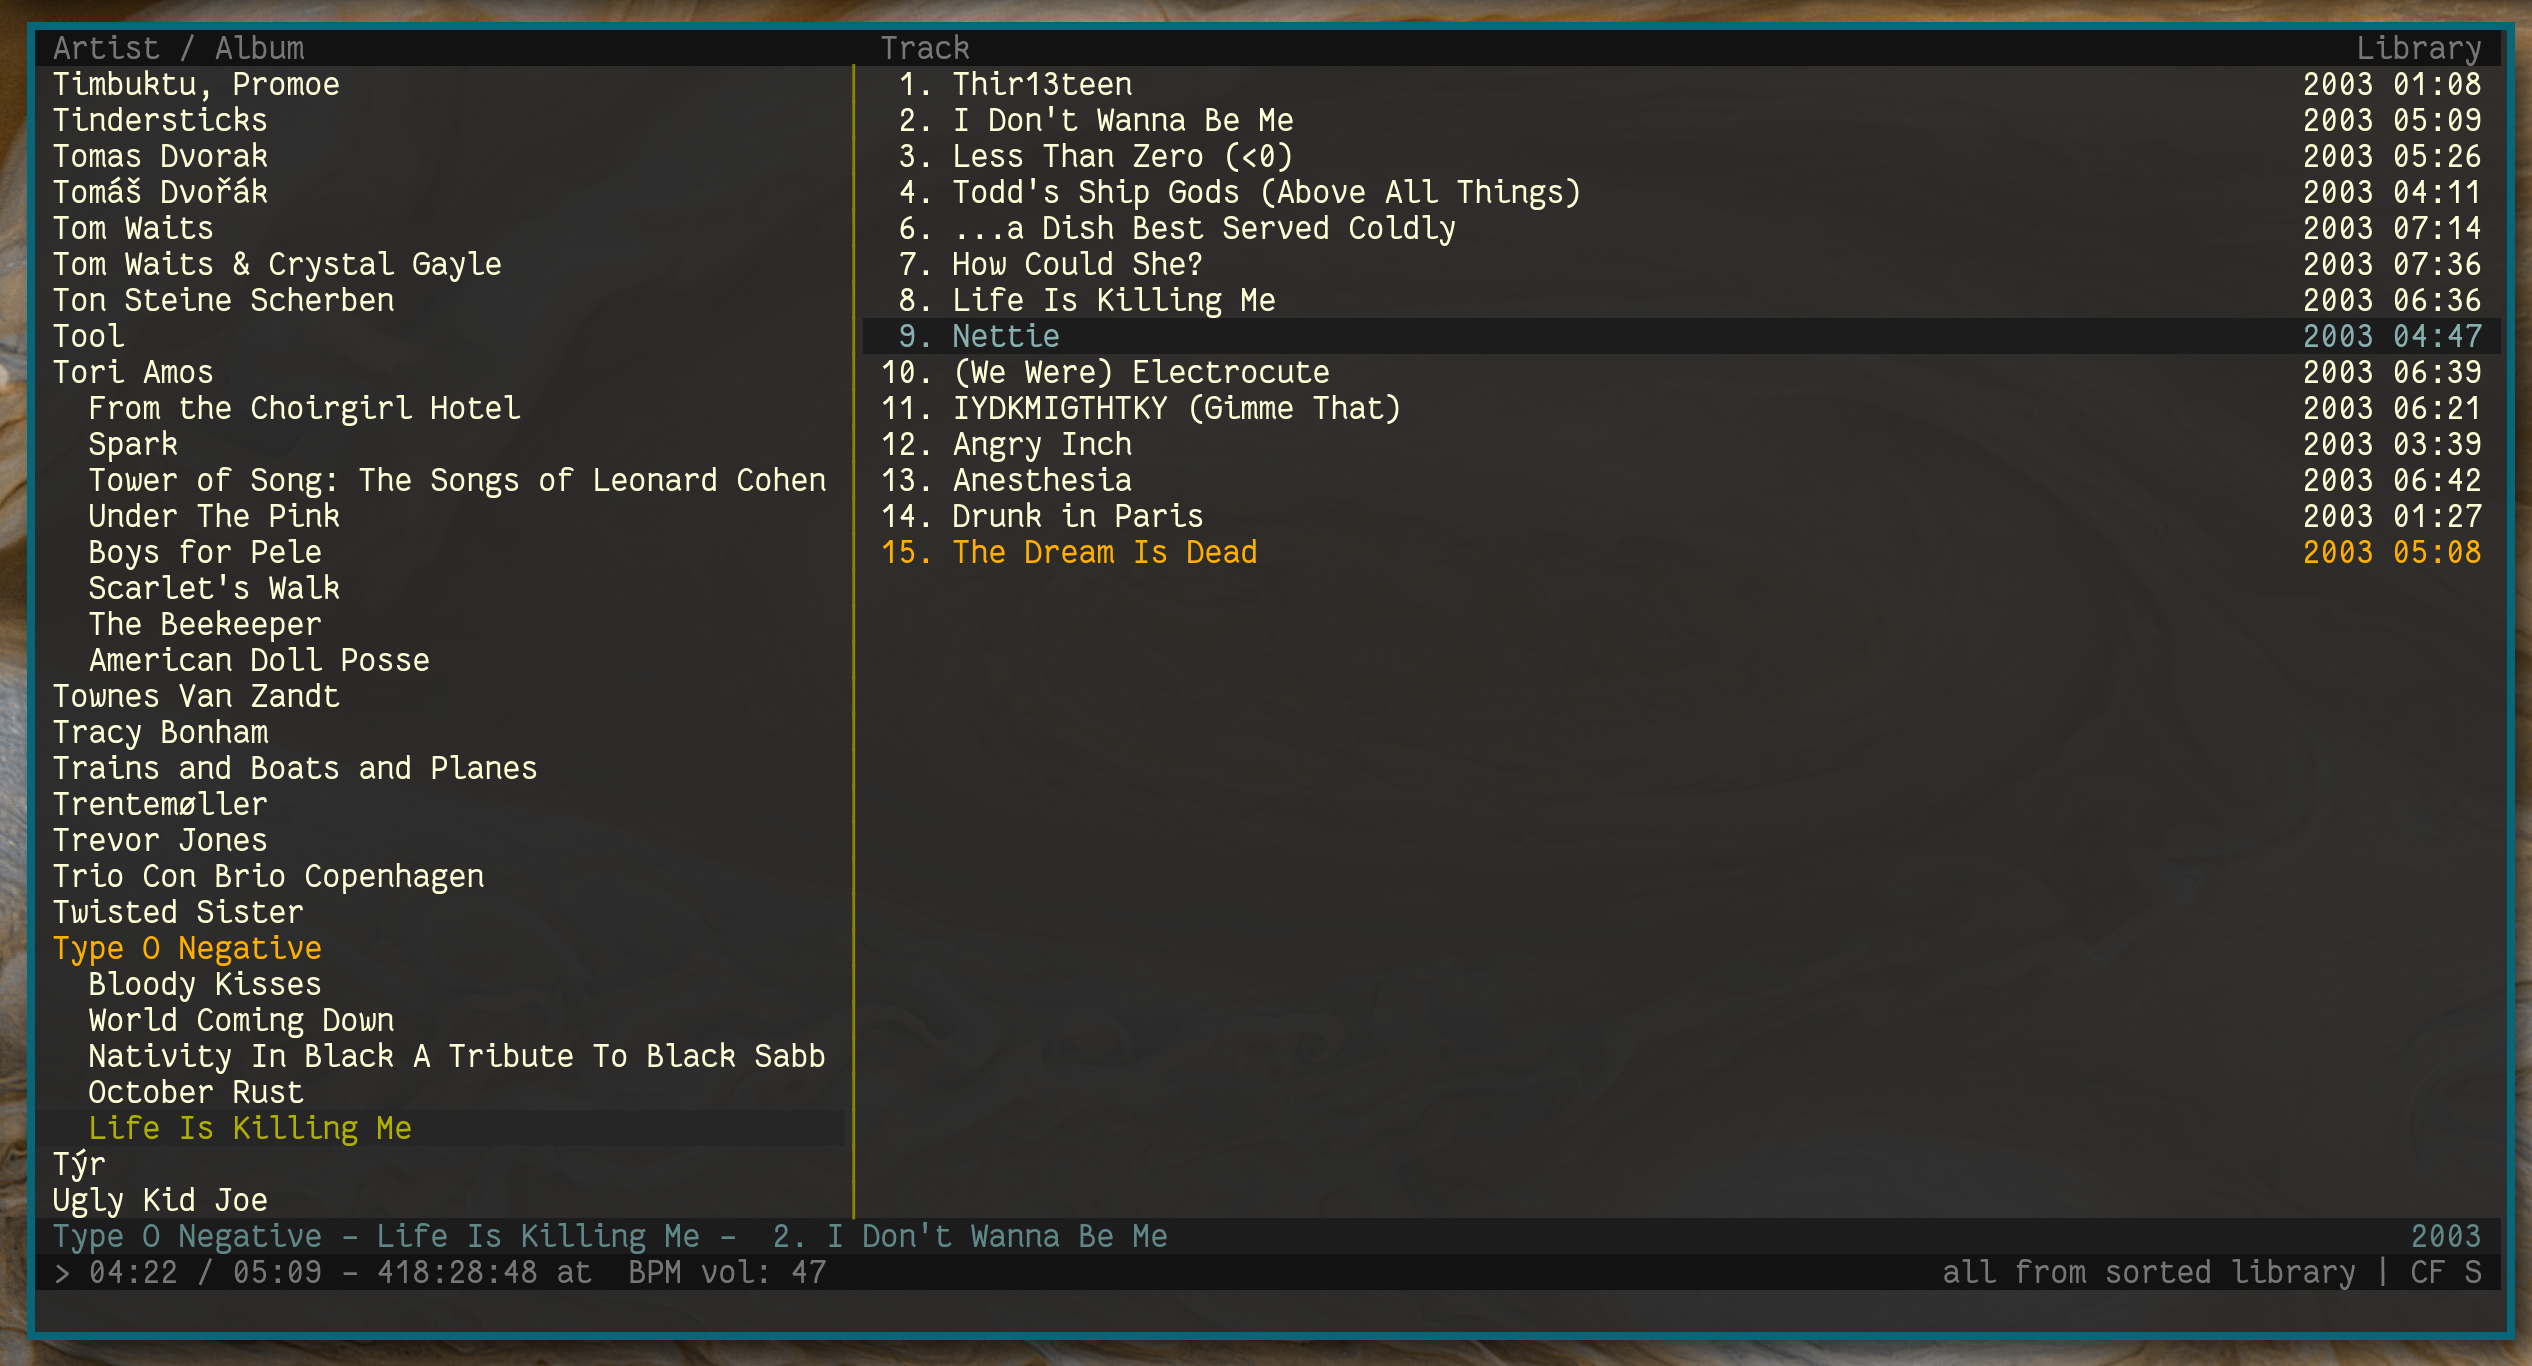 Artist / Album
Timbuktu, Promoe
Tindersticks
Tomas Dvorak
Tomáš Dvořák
Tom Waits
Tom Waits & Crystal Gayle
Ton Steine Scherben
Tool
Tori Amos
From the Choirgirl Hotel
Spark
Tower of Song: The Songs of Leonard Cohen
Under The Pink
Boys for Pele
Scarlet's Walk
The Beekeeper
American Doll Posse
Townes Van Zandt
Tracy Bonham
Trains and Boats and Planes
Trentemøller
Trevor Jones
Trio Con Brio Copenhagen
Twisted Sister
Type O Negative
Bloody Kisses
World Coming Down
Nativity In Black A Tribute To Black Sabb
October Rust
Life Is Killing Me
Týr
Ugly Kid Joe
Track Library
1. Thir13teen 2003 01:08
2. I Don't Wanna Be Me 2003 05:09
3. Less Than Zero (<0) 2003 05:26
4. Todd's Ship Gods (Above All Things) 2003 04:11
6. ...a Dish Best Served Coldly 2003 07:14
7. How Could She? 2003 07:36
8. Life Is Killing Me 2003 06:36
9. Nettie 2003 04:47
10. (We Were) Electrocute 2003 06:39
11. IYDKMIGTHTKY (Gimme That) 2003 06:21
12. Angry Inch 2003 03:39
13. Anesthesia 2003 06:42
14. Drunk in Paris 2003 01:27
15. The Dream Is Dead 2003 05:08
Type O Negative – Life Is Killing Me –  2. I Don't Wanna Be Me 2003
> 04:22 / 05:09 – 418:28:48 at  BPM vol: 47 all from sorted library | CF S